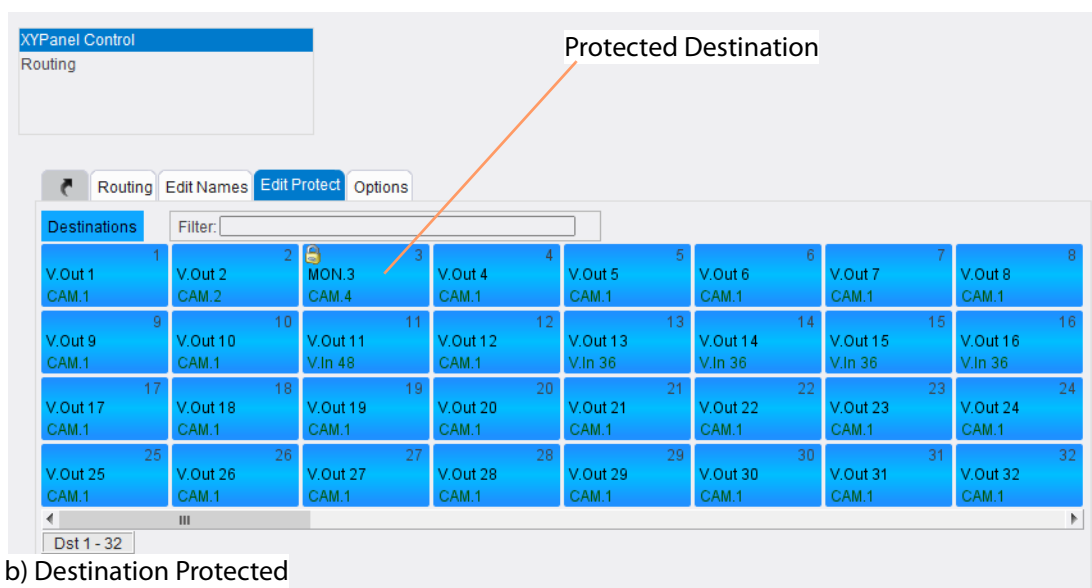 XYPanel Control
Routing
Protected Destination
Routing Edit Names Edit Protect Options
Destinations Filter:
1 2 3 4 5 6 7 8
V.Out 1 V.Out 2 MON.3 V.Out 4 V.Out 5 V.Out 6 V.Out 7 V.Out 8
CAM.1 CAM.2 CAM.4 CAM.1 CAM.1 CAM.1 CAM.1 CAM.1
9 10 11 12 13 14 15 16
V.Out 9 V.Out 10 V.Out 11 V.Out 12 V.Out 13 V.Out 14 V.Out 15 V.Out 16
CAM.1 CAM.1 V.In 48 CAM.1 V.In 36 V.In 36 V.In 36 V.In 36
17 18 19 20 21 22 23 24
V.Out 17 V.Out 18 V.Out 19 V.Out 20 V.Out 21 V.Out 22 V.Out 23 V.Out 24
CAM.1 CAM.1 CAM.1 CAM.1 CAM.1 CAM.1 CAM.1 CAM.1
25 26 27 28 29 30 31 32
V.Out 25 V.Out 26 V.Out 27 V.Out 28 V.Out 29 V.Out 30 V.Out 31 V.Out 32
CAM.1 CAM.1 CAM.1 CAM.1 CAM.1 CAM.1 CAM.1 CAM.1
Dst 1 - 32
b) Destination Protected